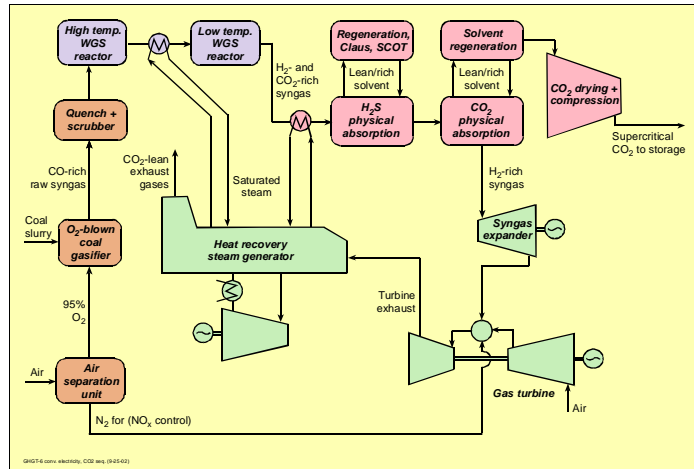 High temp.
WGS
reactor
Low temp.
WGS
reactor
Regeneration,
Claus, SCOT
Solvent
regeneration
H2- and
CO2-rich
syngas
Lean/rich
solvent
Lean/rich
solvent
CO2 drying +
compression
Quench +
scrubber
H2S
physical
absorption
CO2
physical
absorption
Supercritical
CO2 to storage
CO2-lean
exhaust
gases
CO-rich
raw syngas
Saturated
steam
H2-rich
syngas
Coal
slurry
O2-blown
coal
gasifier
Heat recovery
steam generator
Syngas
expander
95%
O2
Turbine
exhaust
Air
Air
separation
unit
Gas turbine
Air
N2 for (NOx control)
GHGT-6 conv. electricity, CO2 seq. (9-25-02)